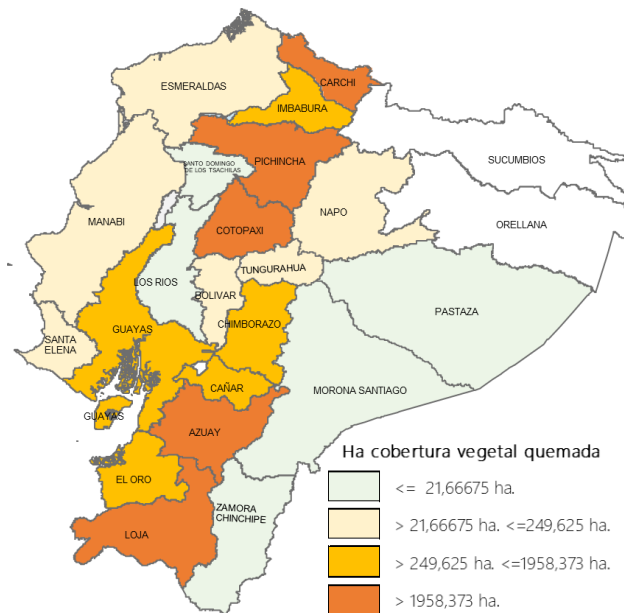 ESMERALDAS
CARCHI
IMBABURA
SANTO DOMINGO
DE LOS TSACHILAS
PICHINCHA
SUCUMBIOS
MANABI
NAPO
ORELLANA
COTOPAXI
LOS RIOS
TUNGURAHUA
BOLIVAR
PASTAZA
GUAYAS
CHIMBORAZO
SANTA
ELENA
CAÑAR
MORONA SANTIAGO
GUAYAS
AZUAY
EL ORO
ZAMORA
CHINCHIPE
LOJA
Ha cobertura vegetal quemada
<= 21,66675 ha.
> 21,66675 ha. <=249,625 ha.
> 249,625 ha. <=1958,373 ha.
> 1958,373 ha.